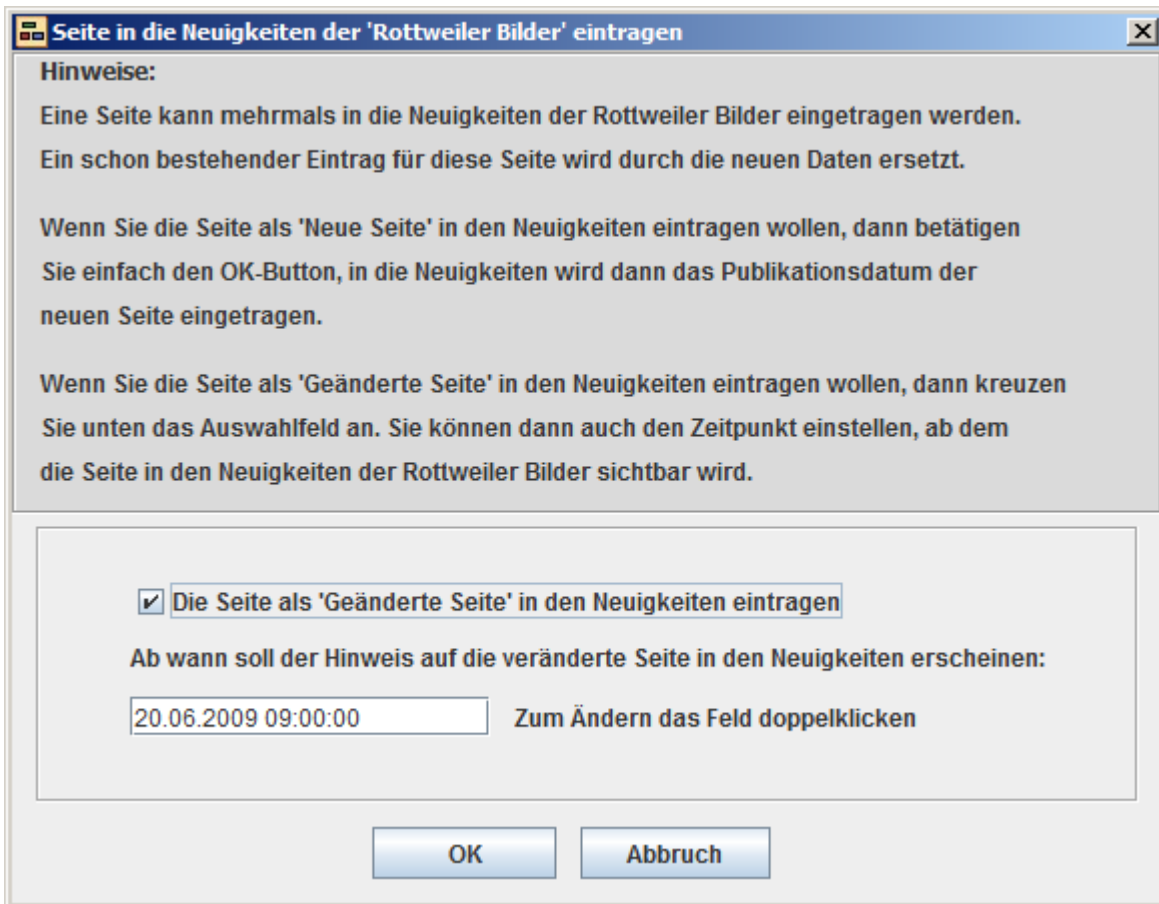 Seite in die Neuigkeiten der 'Rottweiler Bilder' eintragen
Hinweise:
Eine Seite kann mehrmals in die Neuigkeiten der Rottweiler Bilder eingetragen werden.
Ein schon bestehender Eintrag für diese Seite wird durch die neuen Daten ersetzt.
Wenn Sie die Seite als 'Neue Seite' in den Neuigkeiten eintragen wollen, dann betätigen
Sie einfach den OK-Button, in die Neuigkeiten wird dann das Publikationsdatum der
neuen Seite eingetragen.
Wenn Sie die Seite als 'Geänderte Seite' in den Neuigkeiten eintragen wollen, dann kreuzen
Sie unten das Auswahlfeld an. Sie können dann auch den Zeitpunkt einstellen, ab dem
die Seite in den Neuigkeiten der Rottweiler Bilder sichtbar wird.
Die Seite als 'Geänderte Seite' in den Neuigkeiten eintragen
Ab wann soll der Hinweis auf die veränderte Seite in den Neuigkeiten erscheinen:
20.06.2009 09:00:00 Zum Ändern das Feld doppelklicken
OK Abbruch